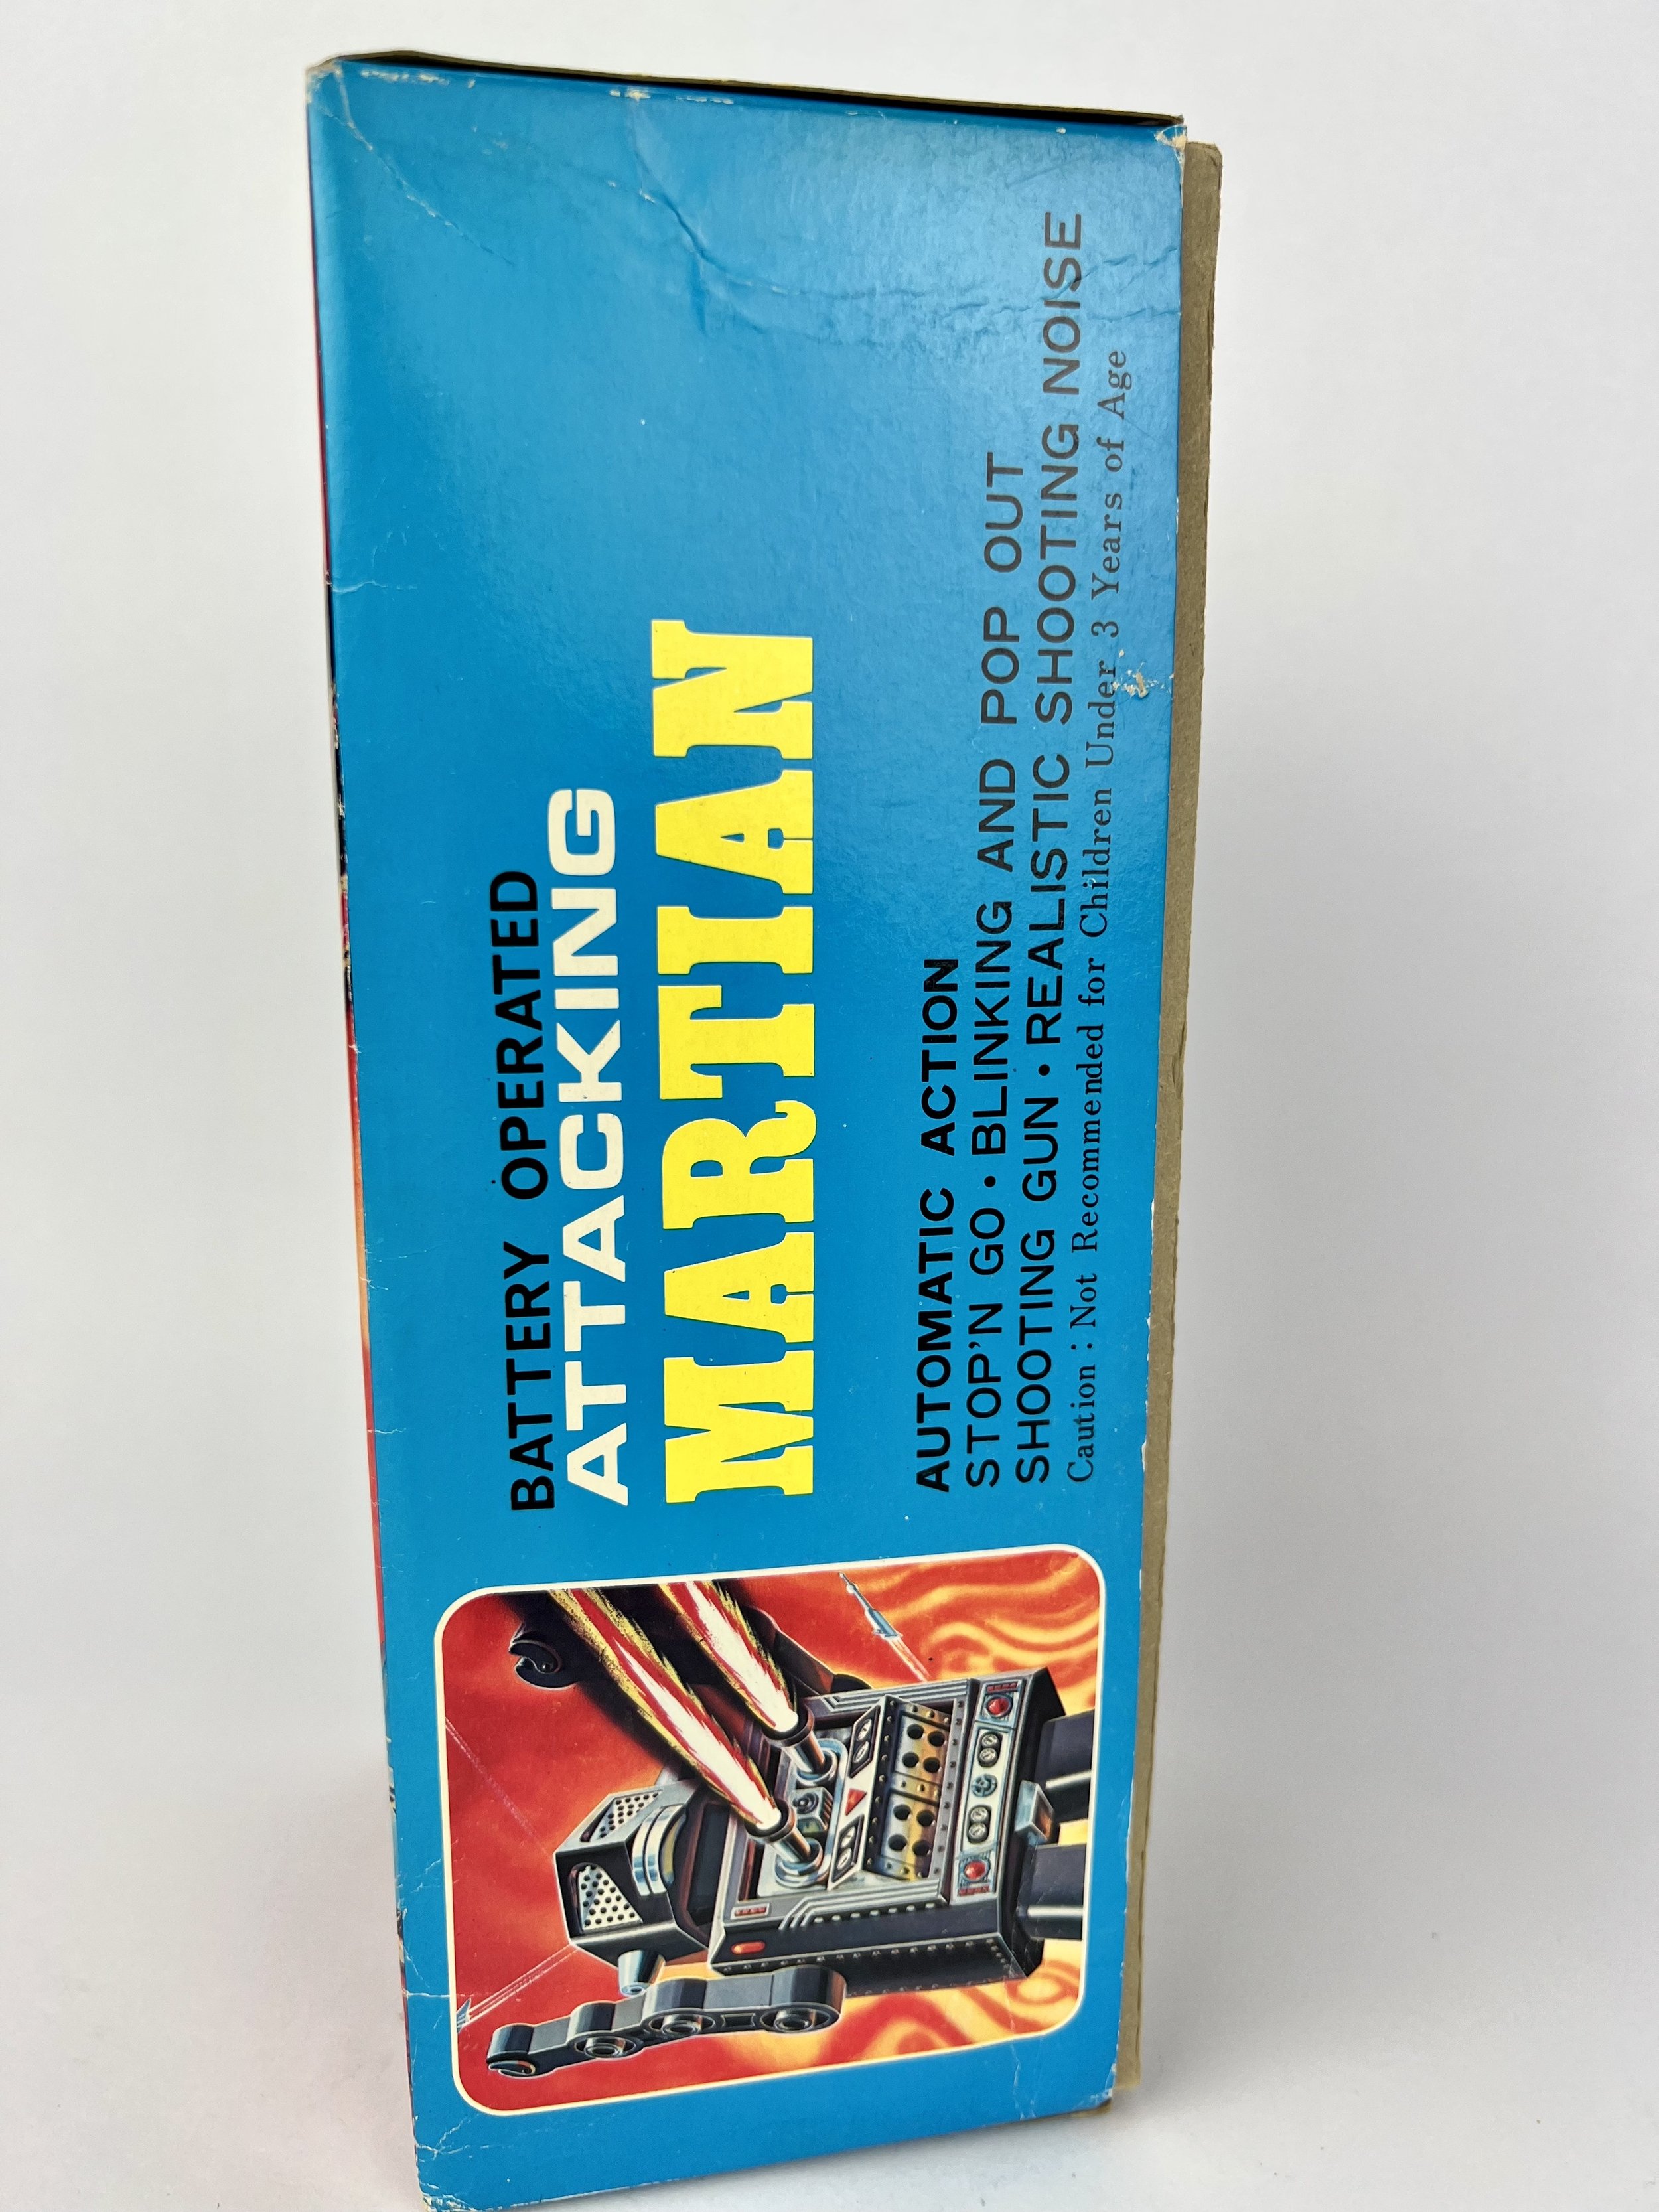 BATTERY OPERATED
ATTACKING
MARTIAN
AUTOMATIC ACTION
STOP'N GO • BLINKING AND POP OUT
SHOOTING GUN • REALISTIC SHOOTING NOISE
Caution : Not Recommended for Children Under 3 Years of Age